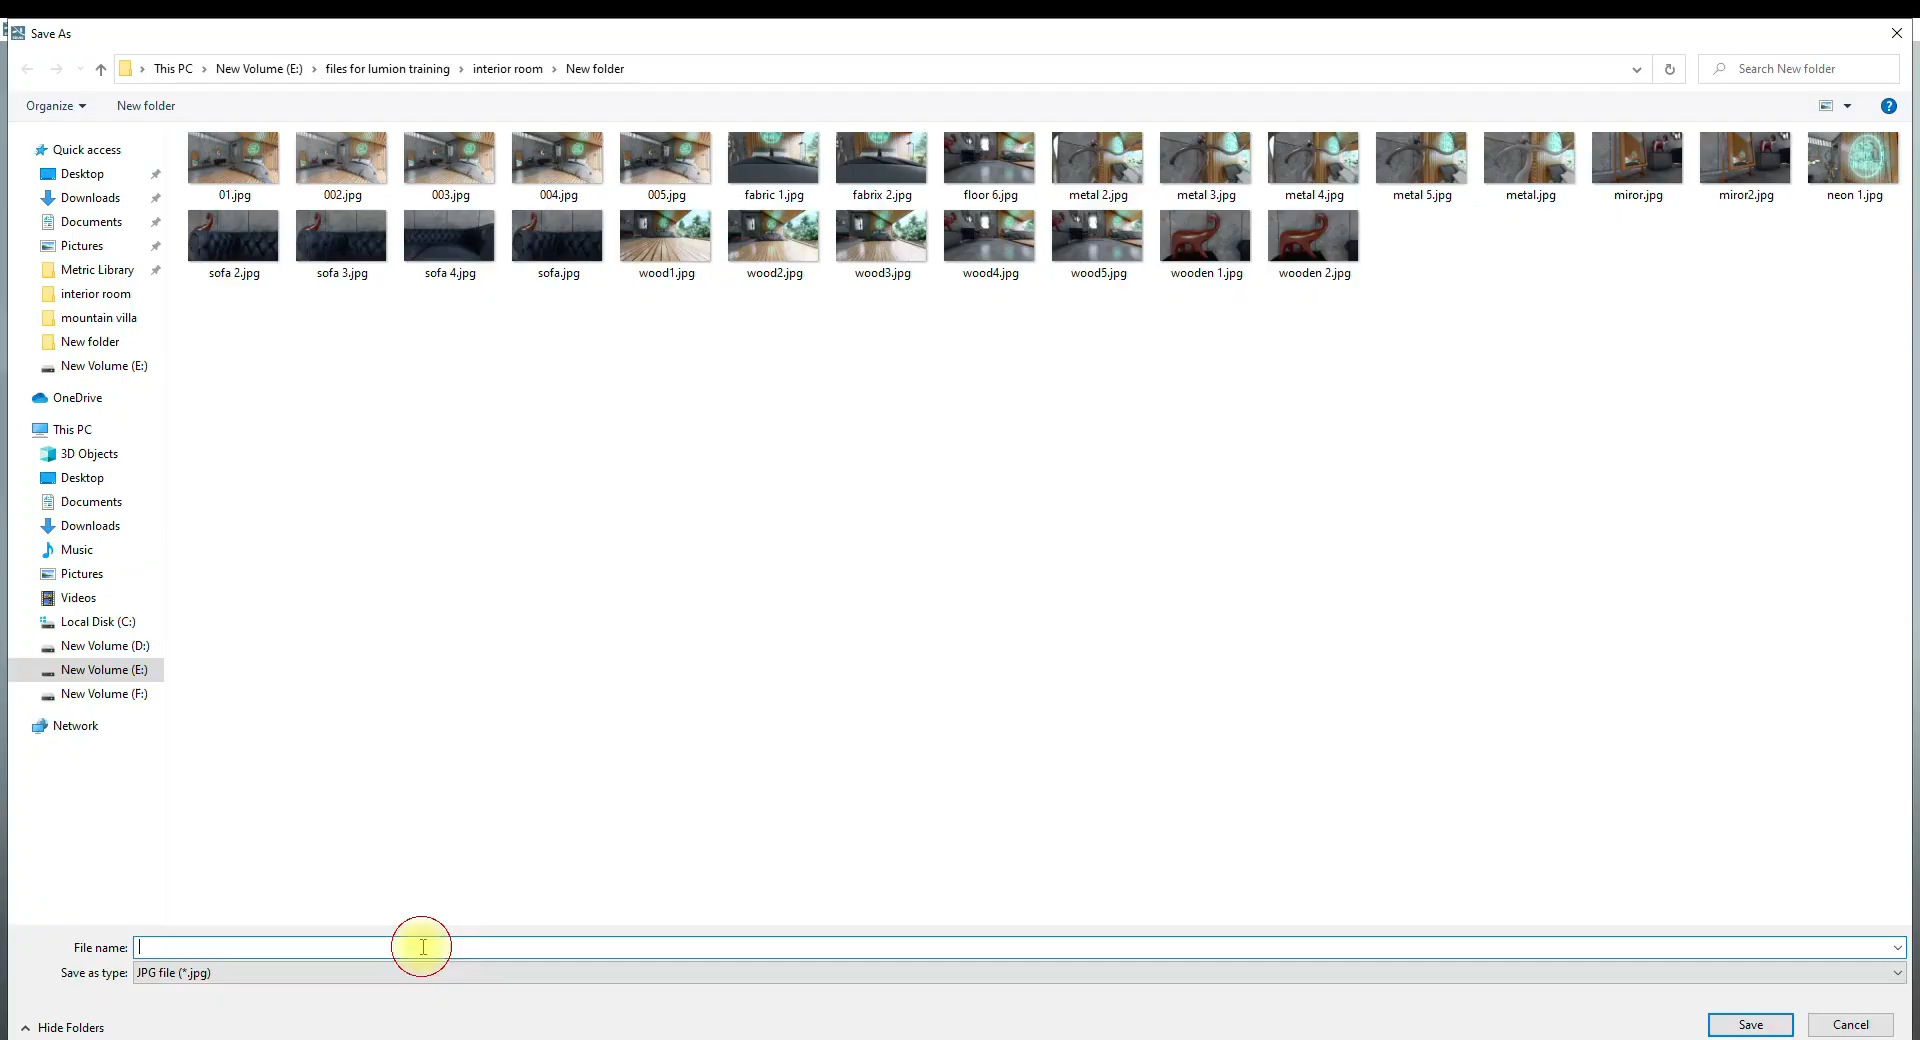 Save As
This PC › New Volume (E:) › files for lumion training › interior room › New folder
Search New folder
Organize
New folder
Quick access
Desktop
Downloads
Documents
Pictures
Metric Library
interior room
mountain villa
New folder
New Volume (E:)
OneDrive
This PC
3D Objects
Desktop
Documents
Downloads
Music
Pictures
Videos
Local Disk (C:)
New Volume (D:)
New Volume (E:)
New Volume (F:)
Network
01.jpg 002.jpg 003.jpg 004.jpg 005.jpg fabric 1.jpg fabrix 2.jpg floor 6.jpg metal 2.jpg metal 3.jpg metal 4.jpg metal 5.jpg metal.jpg miror.jpg miror2.jpg neon 1.jpg
sofa 2.jpg sofa 3.jpg sofa 4.jpg sofa.jpg wood1.jpg wood2.jpg wood3.jpg wood4.jpg wood5.jpg wooden 1.jpg wooden 2.jpg
File name:
Save as type: JPG file (*.jpg)
Hide Folders
Save
Cancel